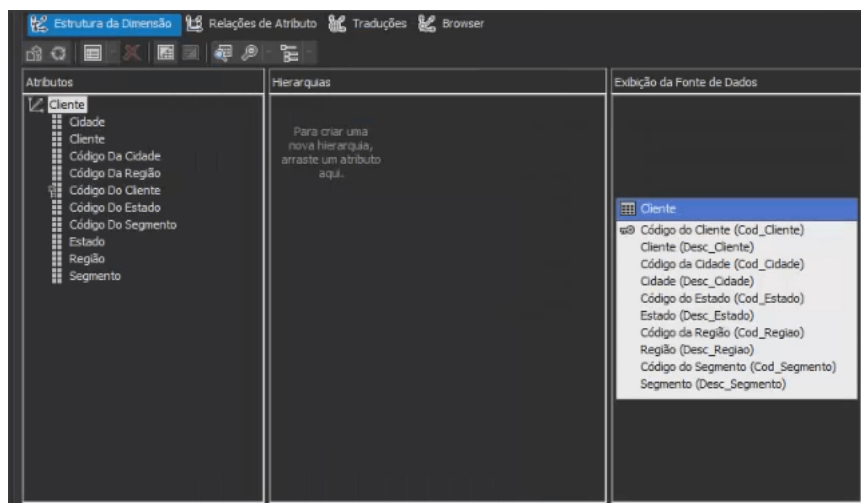 Estrutura da Dimensão Relações de Atributo Traduções Browser
Atributos
Cliente
Cidade
Cliente
Código Da Cidade
Código Da Região
Código Do Cliente
Código Do Estado
Código Do Segmento
Estado
Região
Segmento
Hierarquias
Para criar uma
nova hierarquia,
arraste um atributo
aqui.
Exibição da Fonte de Dados
Cliente
Código do Cliente (Cod_Cliente)
Cliente (Desc_Cliente)
Código da Cidade (Cod_Cidade)
Cidade (Desc_Cidade)
Código do Estado (Cod_Estado)
Estado (Desc_Estado)
Código da Região (Cod_Regiao)
Região (Desc_Regiao)
Código do Segmento (Cod_Segmento)
Segmento (Desc_Segmento)